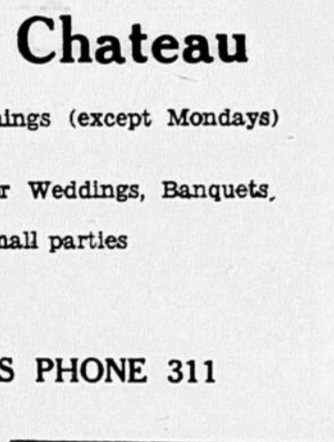 Chateau
ings (except Mondays)
r Weddings, Banquets,
all parties
S PHONE 311